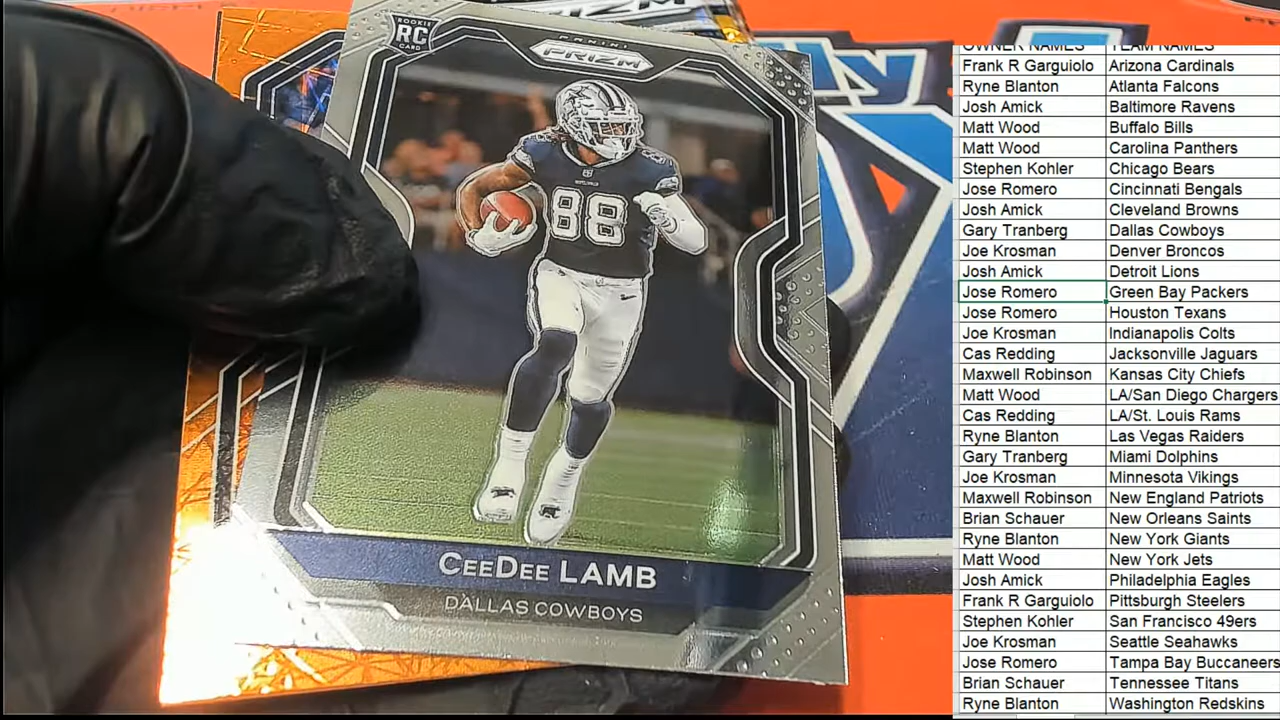 ROOKIE
RC
CARD
PANINI
PRIZM
88
88
CEEDEE LAMB
DALLAS COWBOYS
OWNER NAMES TEAM NAMES
Frank R Garguiolo Arizona Cardinals
Ryne Blanton Atlanta Falcons
Josh Amick Baltimore Ravens
Matt Wood Buffalo Bills
Matt Wood Carolina Panthers
Stephen Kohler Chicago Bears
Jose Romero Cincinnati Bengals
Josh Amick Cleveland Browns
Gary Tranberg Dallas Cowboys
Joe Krosman Denver Broncos
Josh Amick Detroit Lions
Jose Romero Green Bay Packers
Jose Romero Houston Texans
Joe Krosman Indianapolis Colts
Cas Redding Jacksonville Jaguars
Maxwell Robinson Kansas City Chiefs
Matt Wood LA/San Diego Chargers
Cas Redding LA/St. Louis Rams
Ryne Blanton Las Vegas Raiders
Gary Tranberg Miami Dolphins
Joe Krosman Minnesota Vikings
Maxwell Robinson New England Patriots
Brian Schauer New Orleans Saints
Ryne Blanton New York Giants
Matt Wood New York Jets
Josh Amick Philadelphia Eagles
Frank R Garguiolo Pittsburgh Steelers
Stephen Kohler San Francisco 49ers
Joe Krosman Seattle Seahawks
Jose Romero Tampa Bay Buccaneers
Brian Schauer Tennessee Titans
Ryne Blanton Washington Redskins